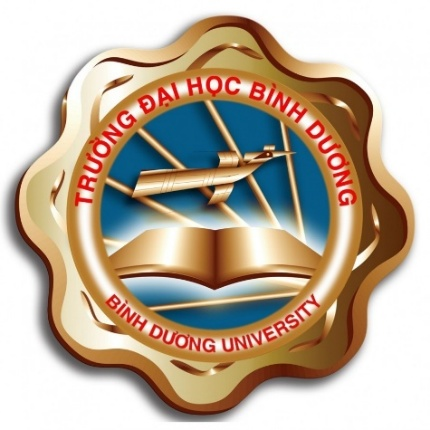 TRƯỜNG ĐẠI HỌC BÌNH DƯƠNG
BÌNH DƯƠNG UNIVERSITY